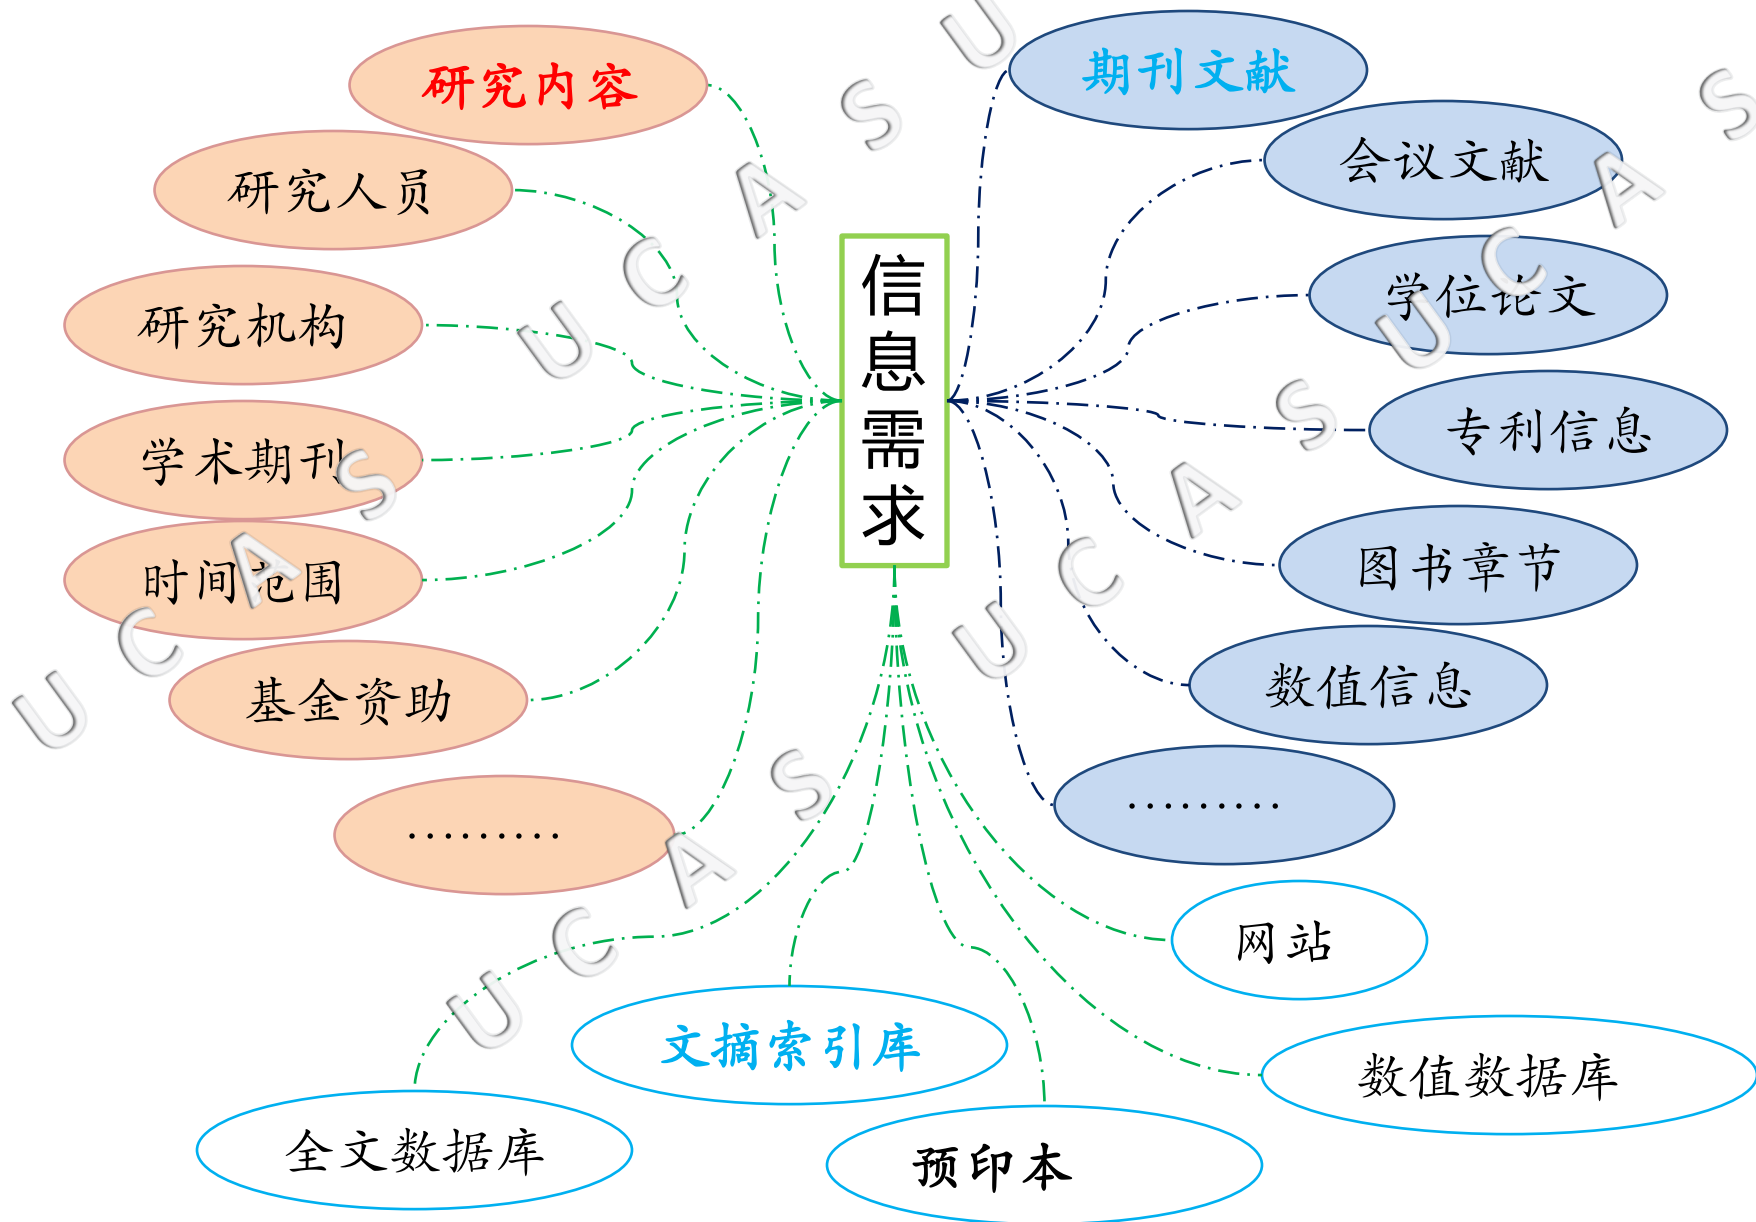 研究内容
研究人员
研究机构
学术期刊
时间范围
基金资助
………
信息需求
期刊文献
会议文献
学位论文
专利信息
图书章节
数值信息
………
网站
数值数据库
预印本
文摘索引库
全文数据库
UCAS
UCAS
UCAS
UCAS
UCAS
U